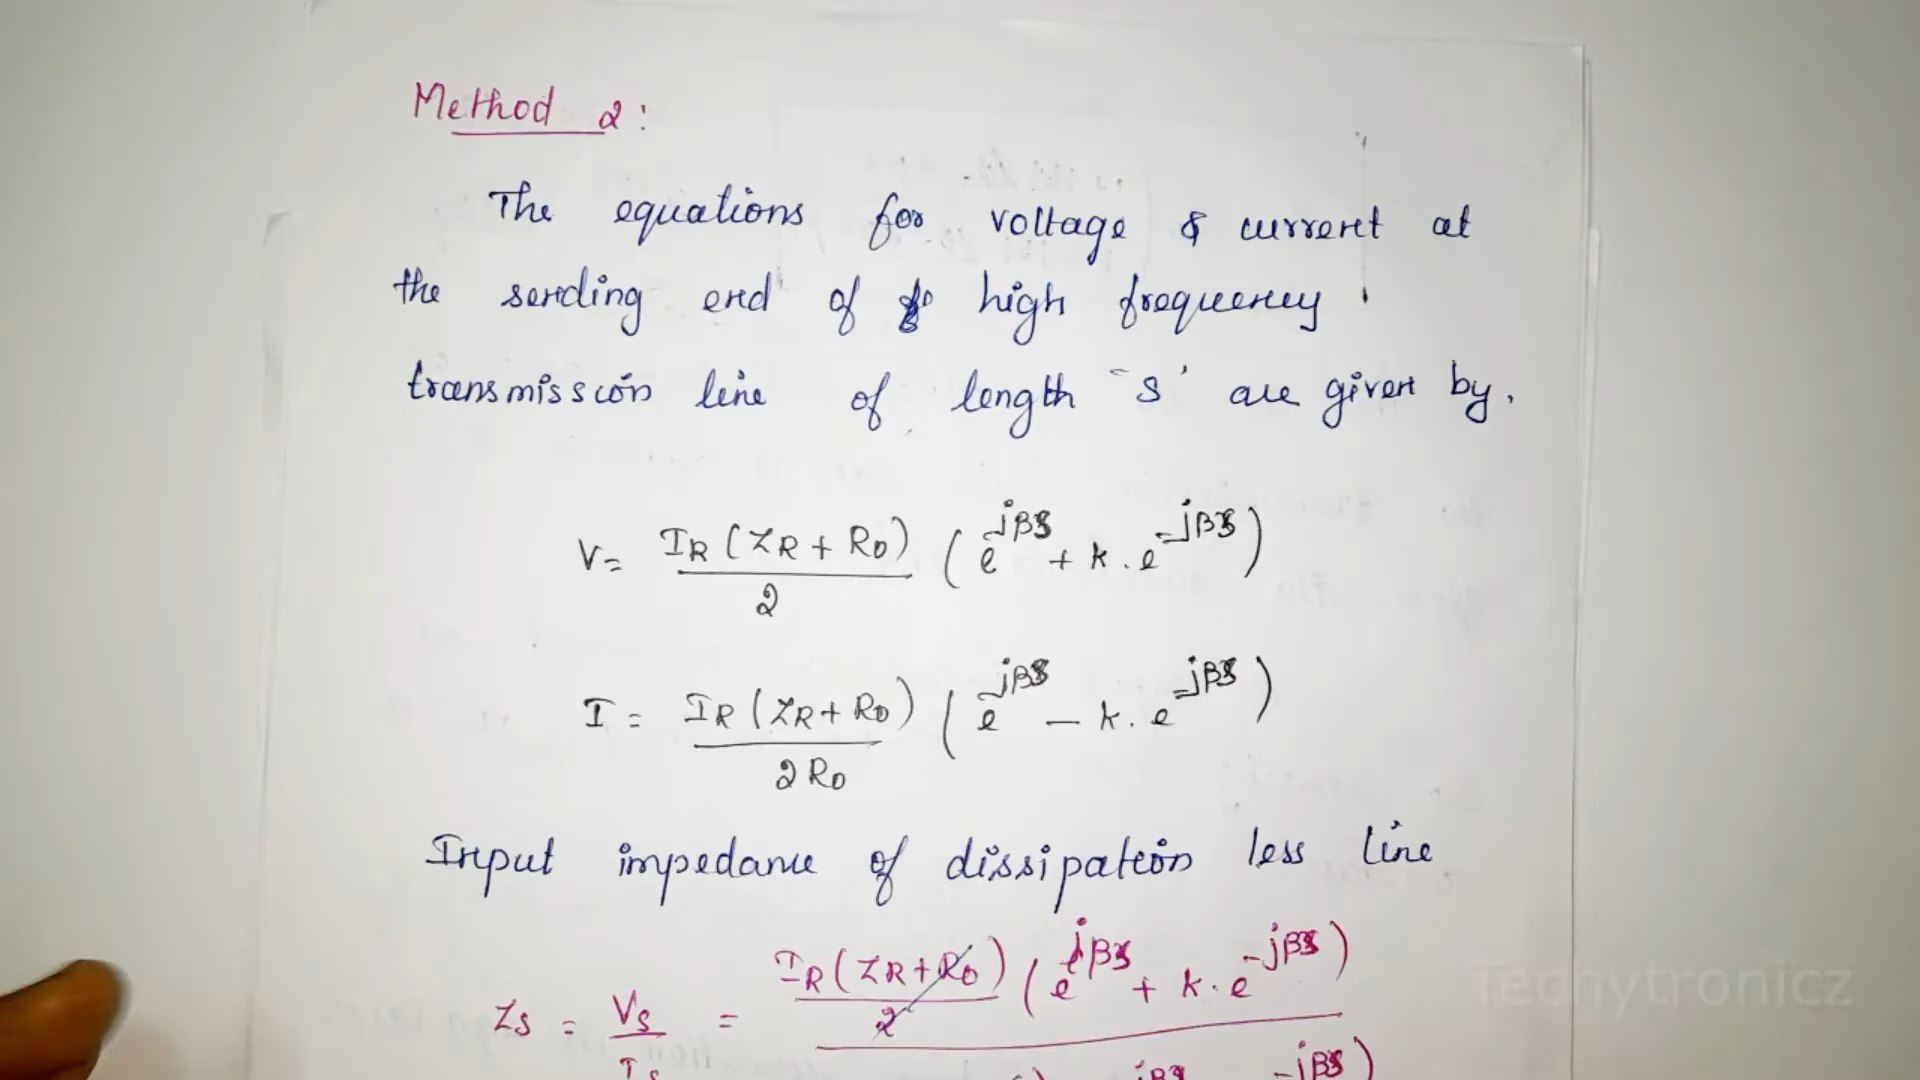 Method 2:
The equations for voltage & current at
the sending end of high frequency
transmission line of length 's' are given by,
V = IR (ZR + R0) / 2 (e^jβs + k . e^-jβs)
I = IR (ZR + R0) / 2 R0 (e^jβs - k . e^-jβs)
Input impedance of dissipation less line
Zs = Vs / Is = IR (ZR + R0) / 2 (e^jβs + k . e^-jβs)
Techytronicz